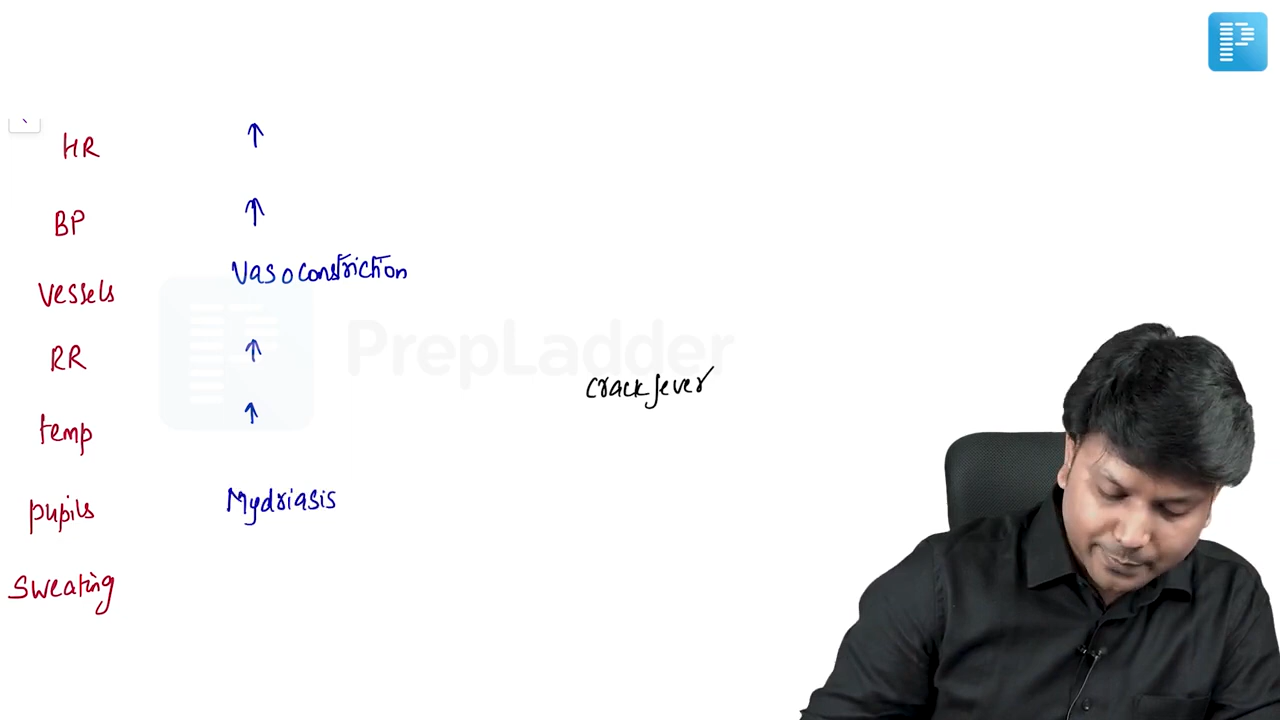 HR ↑
BP ↑
Vessels Vasoconstriction
RR ↑
PrepLadder
crack fever
temp ↑
pupils Mydriasis
Sweating